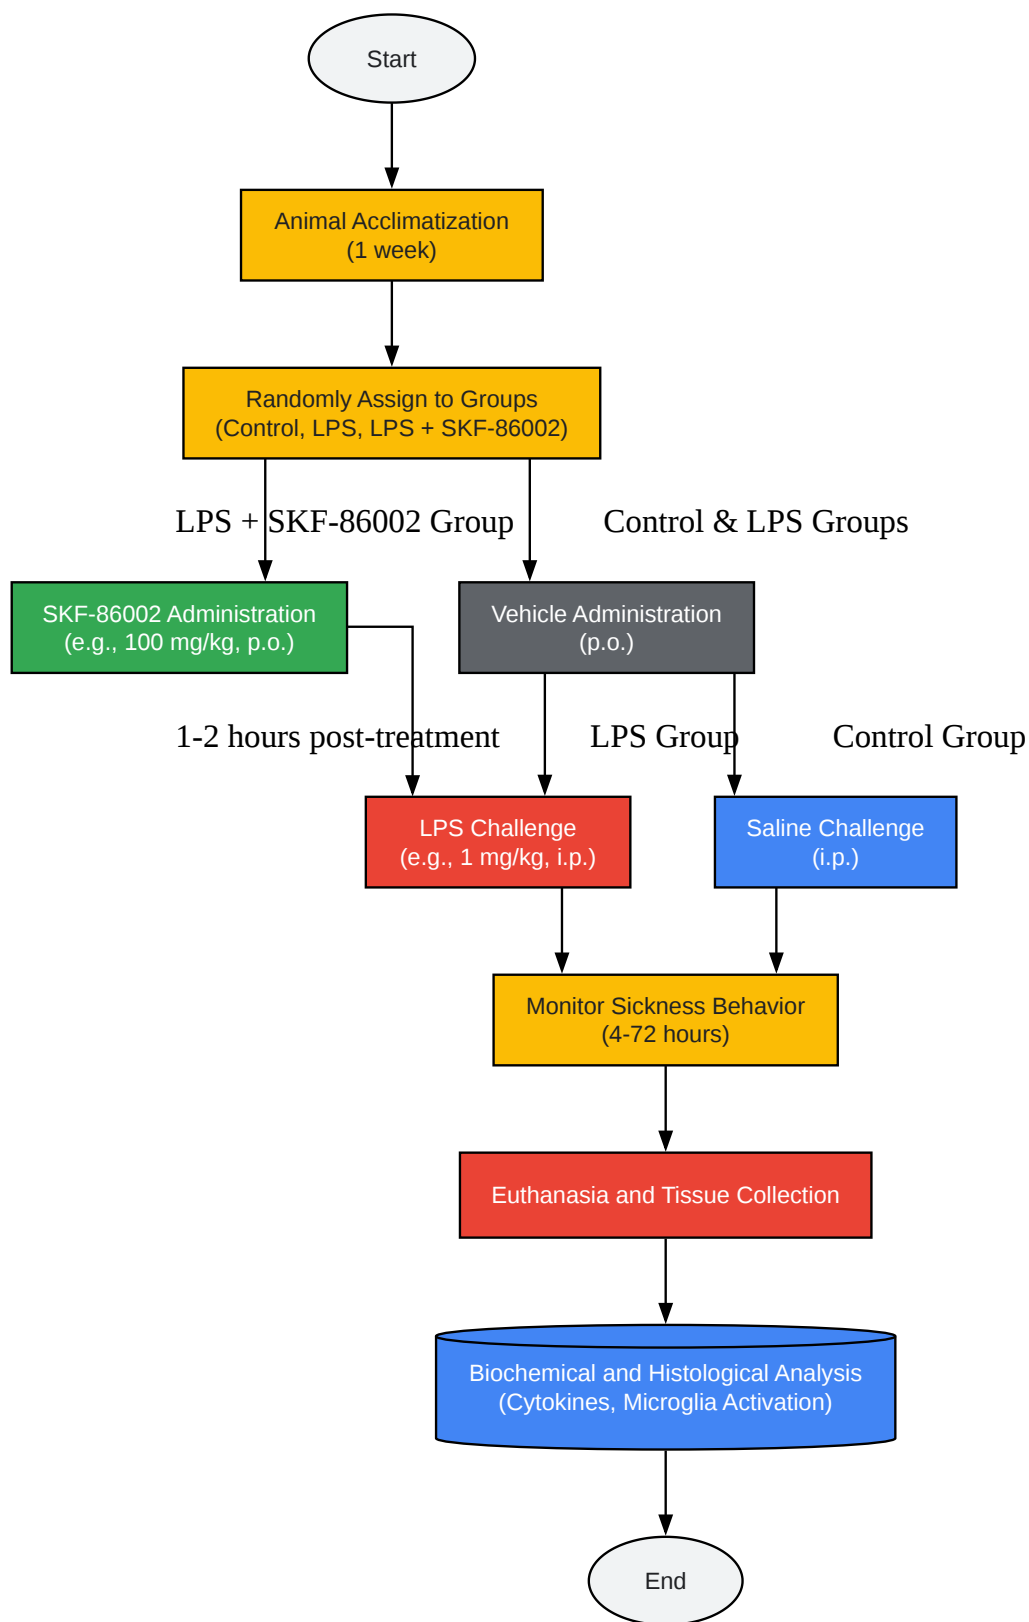 Start
Animal Acclimatization
(1 week)
Randomly Assign to Groups
(Control, LPS, LPS + SKF-86002)
LPS + SKF-86002 Group
Control & LPS Groups
SKF-86002 Administration
(e.g., 100 mg/kg, p.o.)
Vehicle Administration
(p.o.)
1-2 hours post-treatment
LPS Group
Control Group
LPS Challenge
(e.g., 1 mg/kg, i.p.)
Saline Challenge
(i.p.)
Monitor Sickness Behavior
(4-72 hours)
Euthanasia and Tissue Collection
Biochemical and Histological Analysis
(Cytokines, Microglia Activation)
End